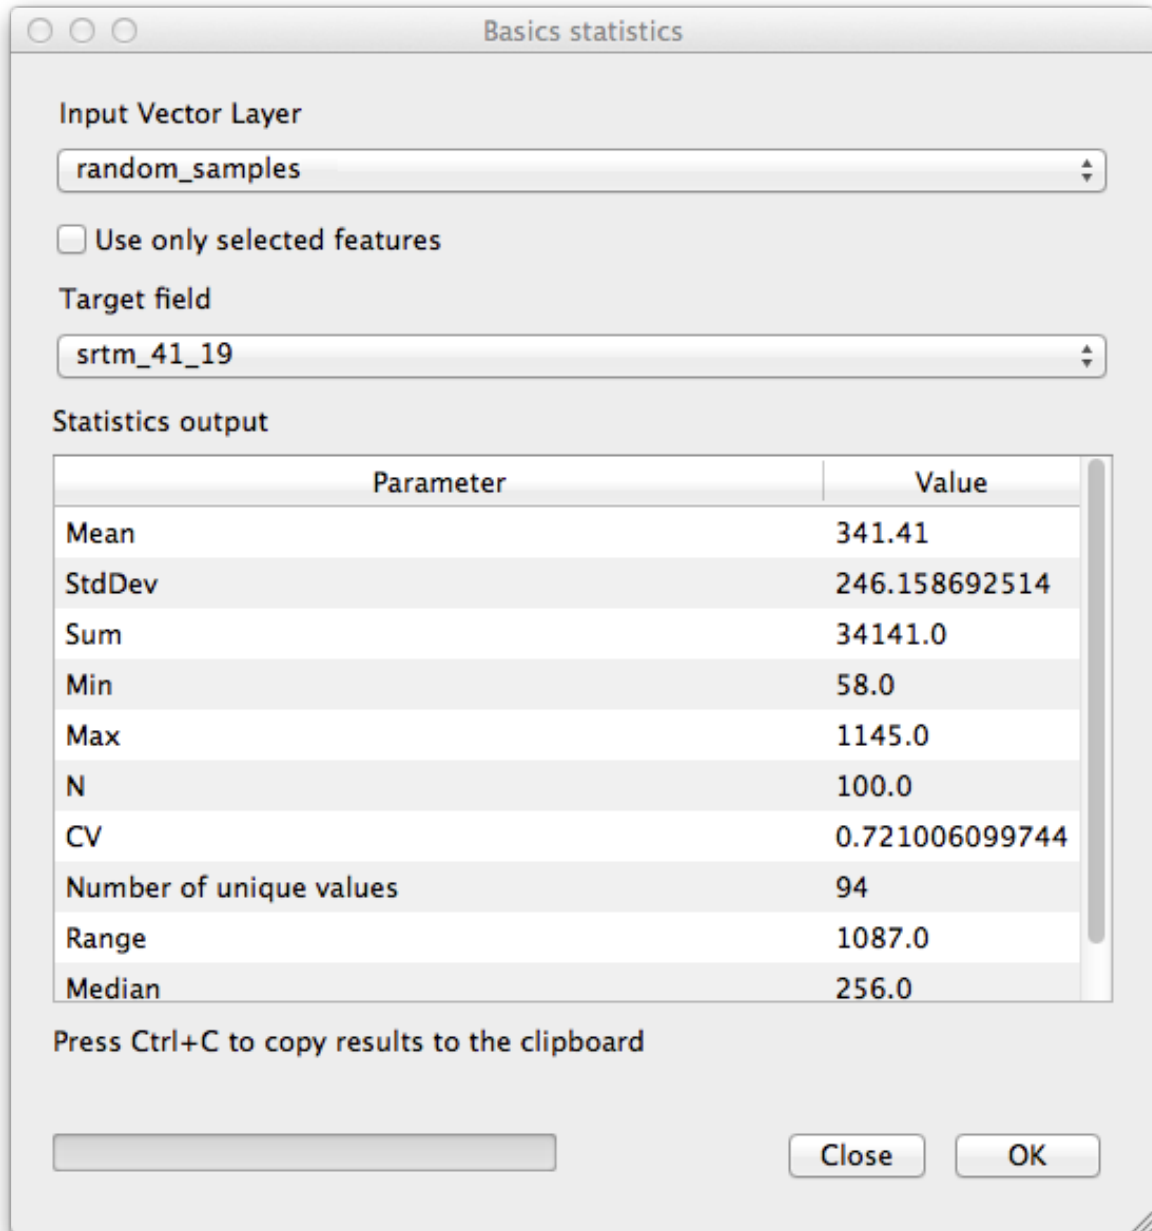 Basics statistics
Input Vector Layer
random_samples
Use only selected features
Target field
srtm_41_19
Statistics output
Parameter Value
Mean 341.41
StdDev 246.158692514
Sum 34141.0
Min 58.0
Max 1145.0
N 100.0
CV 0.721006099744
Number of unique values 94
Range 1087.0
Median 256.0
Press Ctrl+C to copy results to the clipboard
Close OK